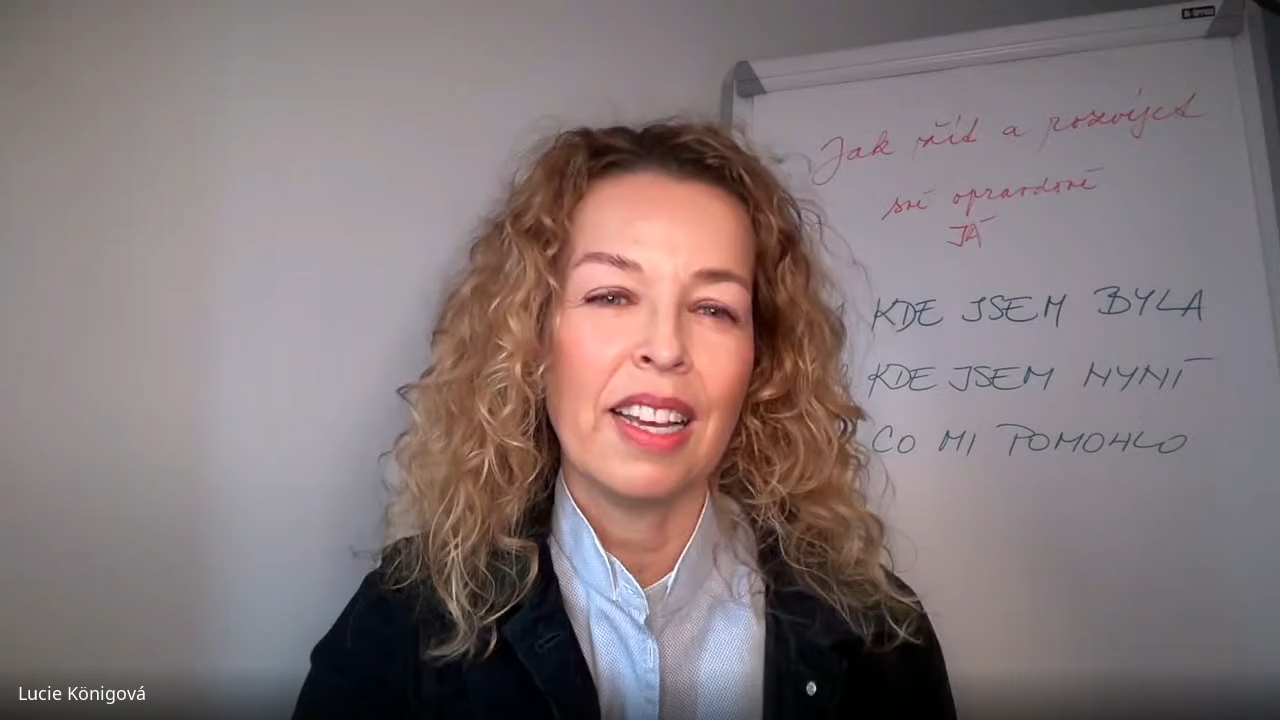 Jak žít a rozvíjet
své opravdové
JÁ
KDE JSEM BYLA
KDE JSEM NYNÍ
CO MI POMOHLO
Lucie Königová